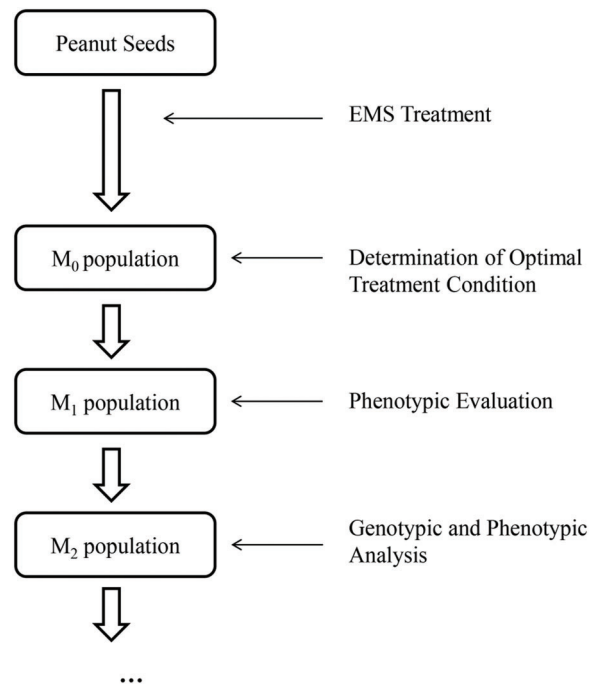 Peanut Seeds
EMS Treatment
M₀ population
Determination of Optimal
Treatment Condition
M₁ population
Phenotypic Evaluation
M₂ population
Genotypic and Phenotypic
Analysis
...